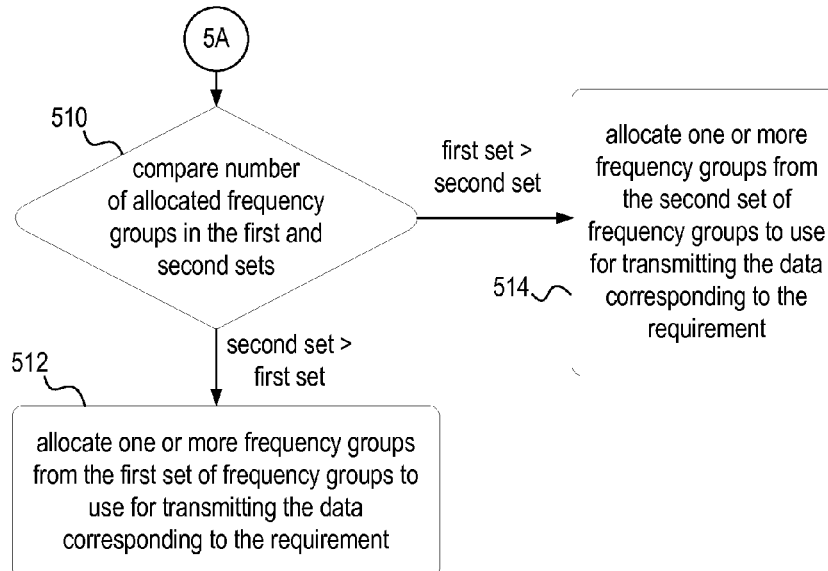 5A
510
compare number
of allocated frequency
groups in the first and
second sets
first set >
second set
allocate one or more
frequency groups from
the second set of
frequency groups to use
for transmitting the data
corresponding to the
requirement
514
second set >
first set
512
allocate one or more frequency groups
from the first set of frequency groups to
use for transmitting the data
corresponding to the requirement